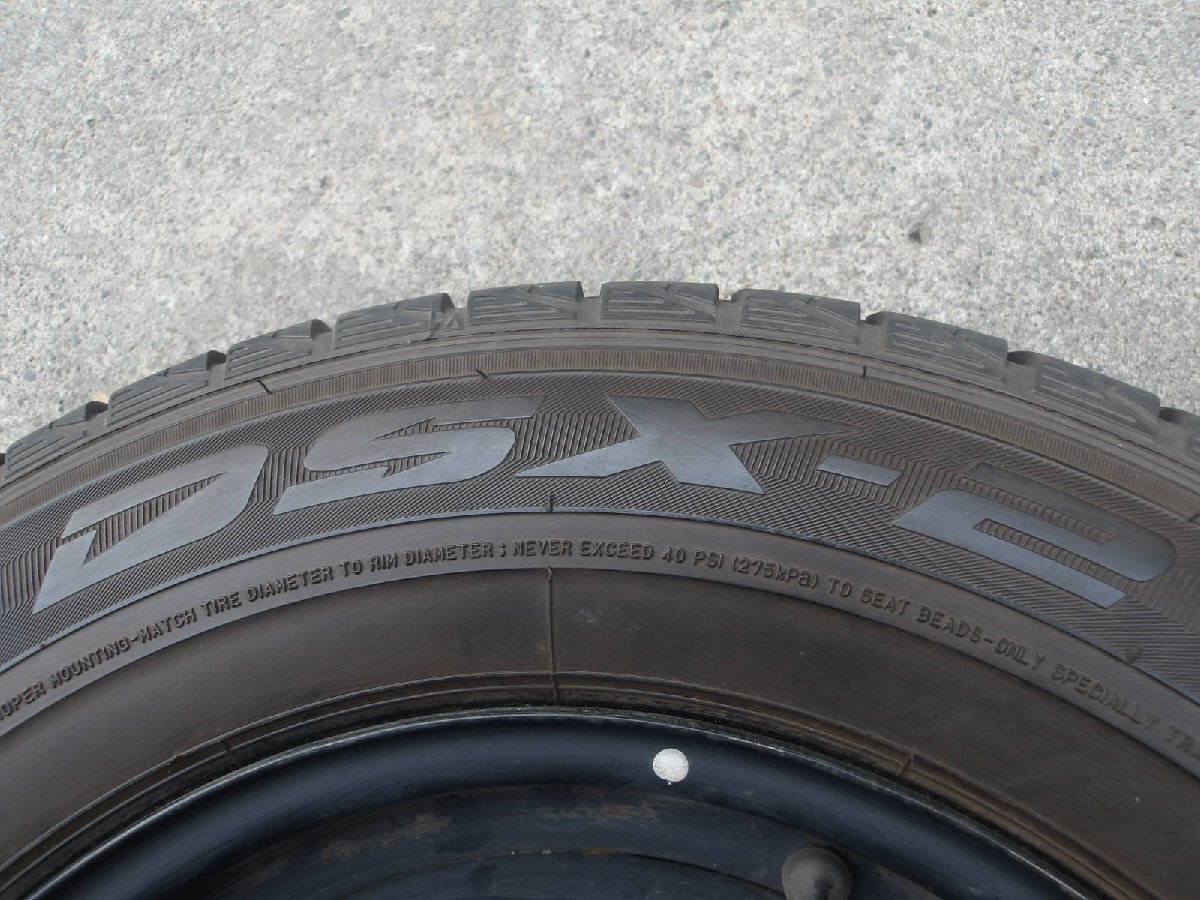 DSX-2
MOUNTING-MATCH TIRE DIAMETER TO RIM DIAMETER ; NEVER EXCEED 40 PSI (275kPa) TO SEAT BEADS-ONLY SPECIALLY